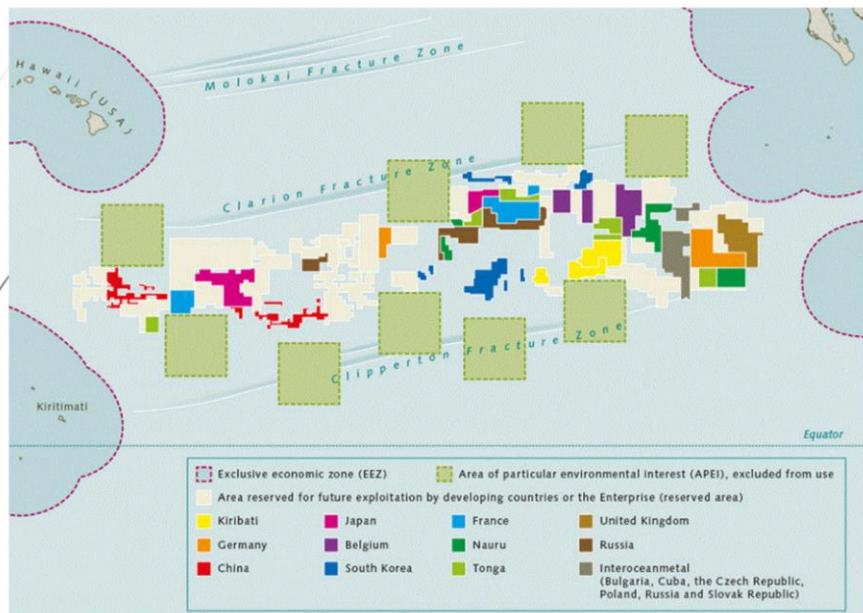 Hawaii (USA)
Molokai Fracture Zone
Clarion Fracture Zone
Clipperton Fracture Zone
Kiritimati
Equator
Exclusive economic zone (EEZ)
Area of particular environmental interest (APEI), excluded from use
Area reserved for future exploitation by developing countries or the Enterprise (reserved area)
Kiribati
Japan
France
United Kingdom
Germany
Belgium
Nauru
Russia
China
South Korea
Tonga
Interoceanmetal
(Bulgaria, Cuba, the Czech Republic,
Poland, Russia and Slovak Republic)